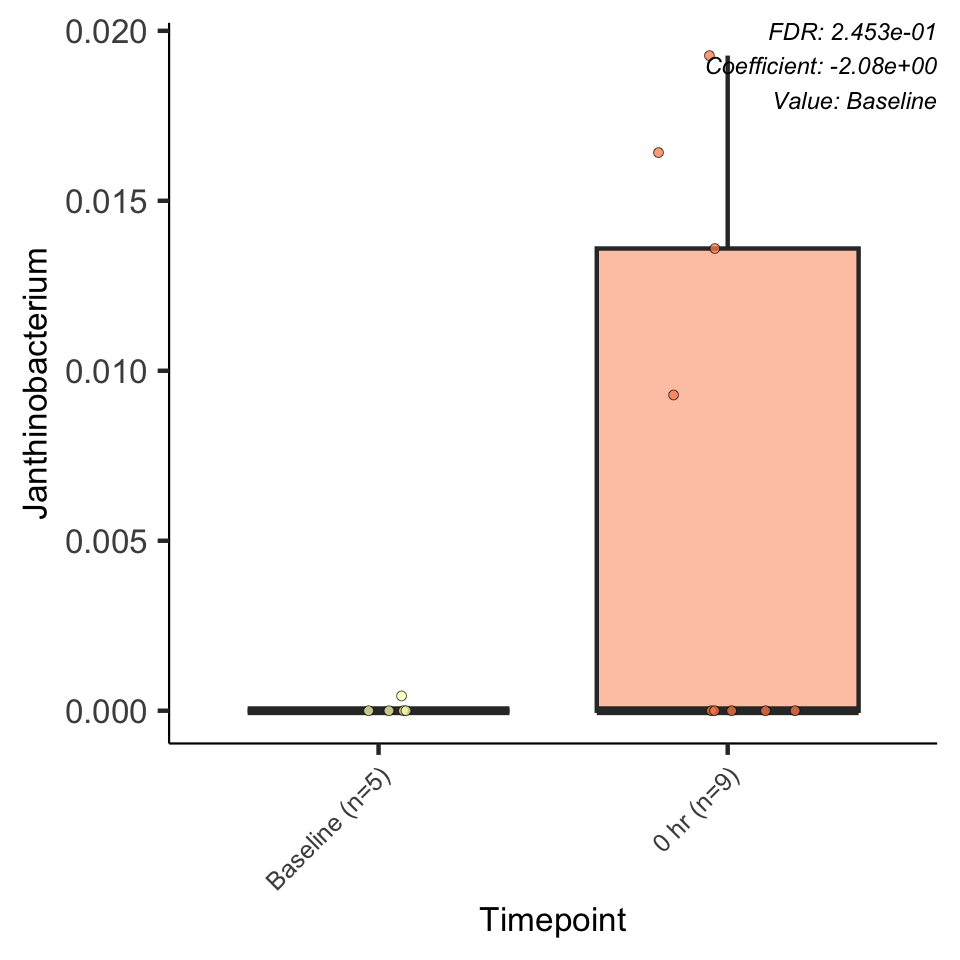 FDR: 2.453e-01
Coefficient: -2.08e+00
Value: Baseline
0.020
0.015
0.010
0.005
0.000
Janthinobacterium
Baseline (n=5)
0 hr (n=9)
Timepoint